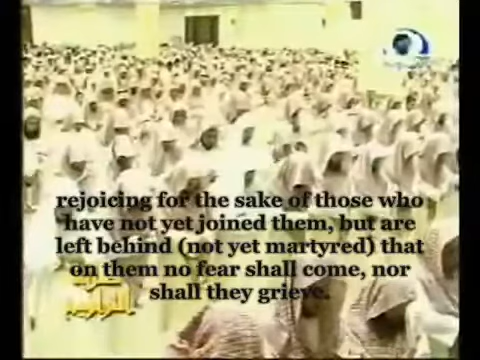 rejoicing for the sake of those who
have not yet joined them, but are
left behind (not yet martyred) that
on them no fear shall come, nor
shall they grieve.